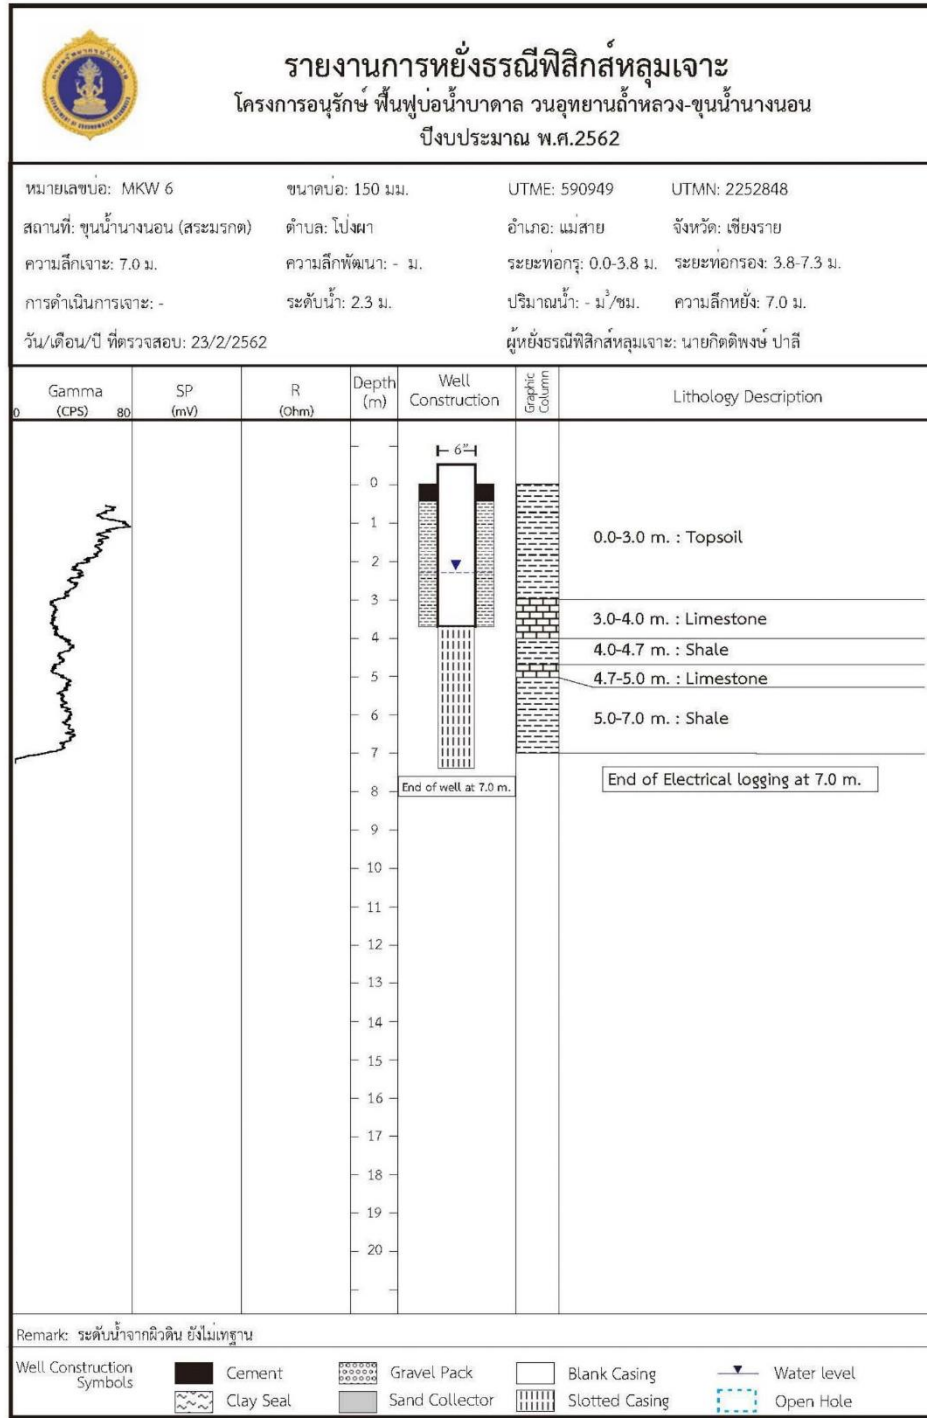 รายงานการหยั่งธรณีฟิสิกส์หลุมเจาะ
โครงการอนุรักษ์ ฟื้นฟูบ่อน้ำบาดาล วนอุทยานถ้ำหลวง-ขุนน้ำนางนอน
ปีงบประมาณ พ.ศ.2562
หมายเลขบ่อ: MKW 6 ขนาดบ่อ: 150 มม. UTME: 590949 UTMN: 2252848
สถานที่: ขุนน้ำนางนอน (สระมรกต) ตำบล: โป่งผา อำเภอ: แม่สาย จังหวัด: เชียงราย
ความลึกเจาะ: 7.0 ม. ความลึกพัฒนา: - ม. ระยะท่อกรุ: 0.0-3.8 ม. ระยะท่อกรอง: 3.8-7.3 ม.
การดำเนินการเจาะ: - ระดับน้ำ: 2.3 ม. ปริมาณน้ำ: - ม³/ชม. ความลึกหยั่ง: 7.0 ม.
วัน/เดือน/ปี ที่ตรวจสอบ: 23/2/2562 ผู้หยั่งธรณีฟิสิกส์หลุมเจาะ: นายกิตติพงษ์ ปาลี
Gamma SP R Depth Well Graphic Column Lithology Description
0 (CPS) 80 (mV) (Ohm) (m) Construction
6"
0
1
0.0-3.0 m. : Topsoil
2
3
3.0-4.0 m. : Limestone
4
4.0-4.7 m. : Shale
5
4.7-5.0 m. : Limestone
6
5.0-7.0 m. : Shale
7
8 End of well at 7.0 m. End of Electrical logging at 7.0 m.
9
10
11
12
13
14
15
16
17
18
19
20
Remark: ระดับน้ำจากผิวดิน ยังไม่เทฐาน
Well Construction Symbols
Cement Gravel Pack Blank Casing Water level
Clay Seal Sand Collector Slotted Casing Open Hole